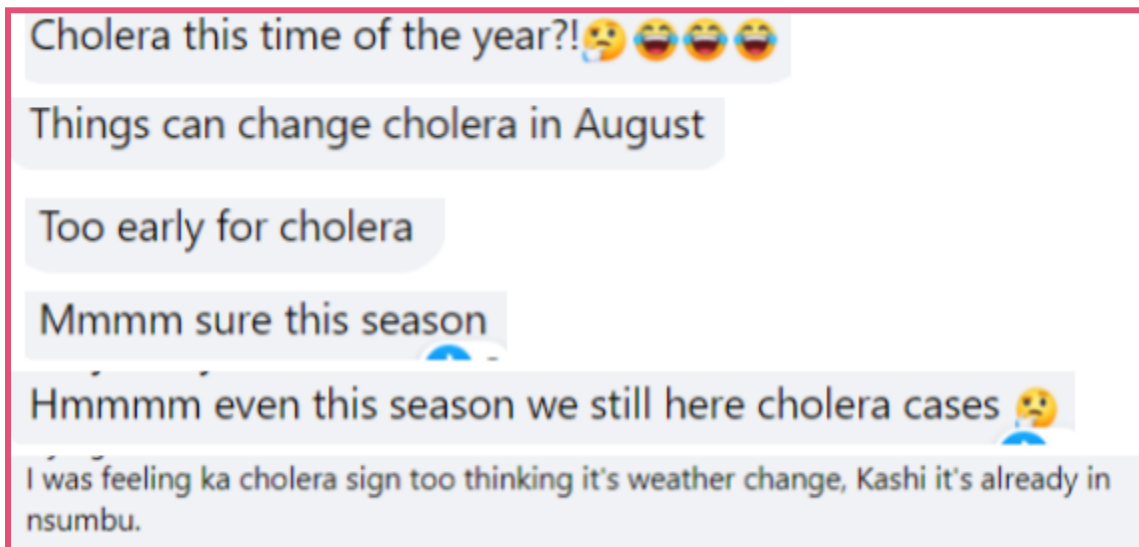 Cholera this time of the year?!🤔😂😂😂
Things can change cholera in August
Too early for cholera
Mmmm sure this season
Hmmmm even this season we still here cholera cases 🤔
I was feeling ka cholera sign too thinking it's weather change, Kashi it's already in
nsumbu.